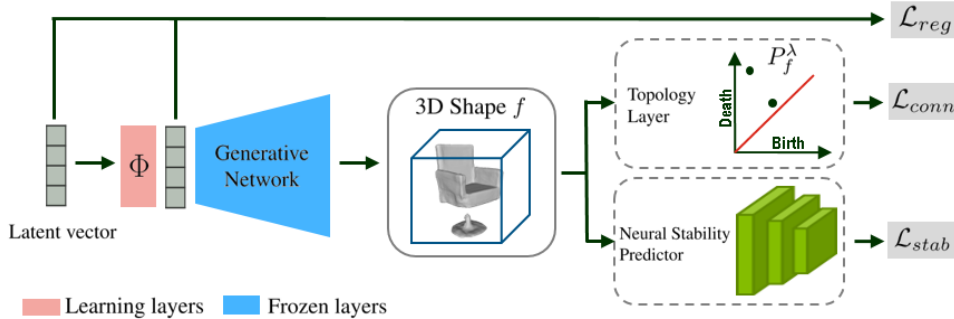 ℒ_reg
3D Shape f
Topology
Layer
P_f^λ
Death
Birth
ℒ_conn
Φ
Generative
Network
Latent vector
Neural Stability
Predictor
ℒ_stab
Learning layers
Frozen layers